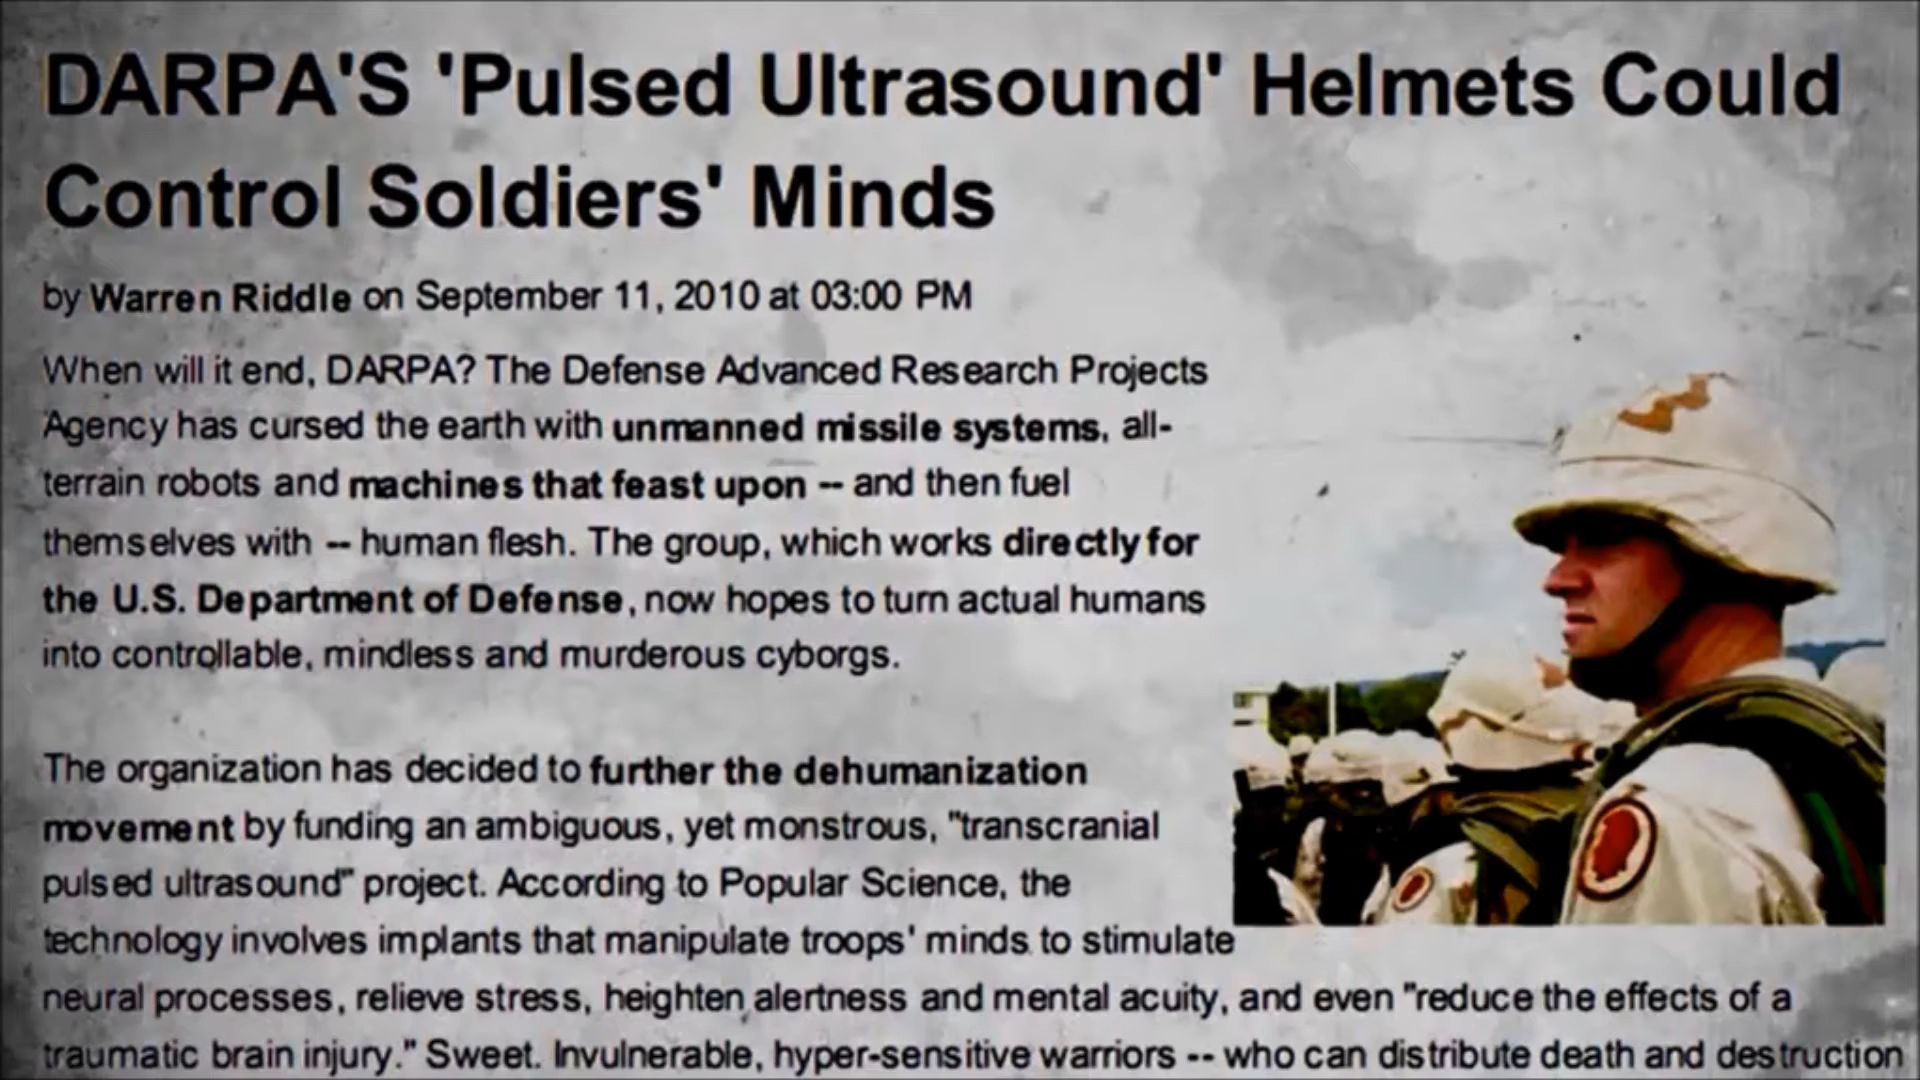 DARPA'S 'Pulsed Ultrasound' Helmets Could
Control Soldiers' Minds
by Warren Riddle on September 11, 2010 at 03:00 PM
When will it end, DARPA? The Defense Advanced Research Projects
Agency has cursed the earth with unmanned missile systems, all-
terrain robots and machines that feast upon -- and then fuel
themselves with -- human flesh. The group, which works directly for
the U.S. Department of Defense, now hopes to turn actual humans
into controllable, mindless and murderous cyborgs.
The organization has decided to further the dehumanization
movement by funding an ambiguous, yet monstrous, "transcranial
pulsed ultrasound" project. According to Popular Science, the
technology involves implants that manipulate troops' minds to stimulate
neural processes, relieve stress, heighten alertness and mental acuity, and even "reduce the effects of a
traumatic brain injury." Sweet. Invulnerable, hyper-sensitive warriors -- who can distribute death and destruction